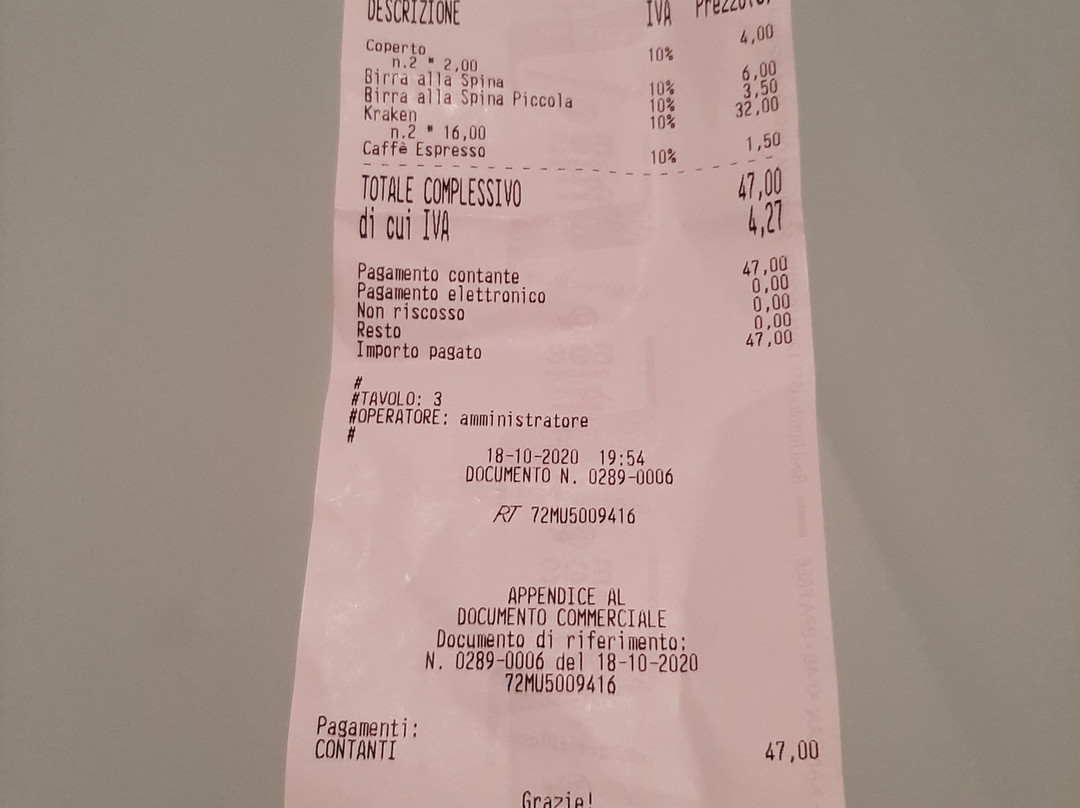 DESCRIZIONE IVA Prezzo
Coperto 10% 4,00
n.2 * 2,00
Birra alla Spina 10% 6,00
Birra alla Spina Piccola 10% 3,50
Kraken 10% 32,00
n.2 * 16,00
Caffè Espresso 10% 1,50
TOTALE COMPLESSIVO 47,00
di cui IVA 4,27
Pagamento contante 47,00
Pagamento elettronico 0,00
Non riscosso 0,00
Resto 0,00
Importo pagato 47,00
#
#TAVOLO: 3
#OPERATORE: amministratore
#
18-10-2020 19:54
DOCUMENTO N. 0289-0006
RT 72MU5009416
APPENDICE AL
DOCUMENTO COMMERCIALE
Documento di riferimento:
N. 0289-0006 del 18-10-2020
72MU5009416
Pagamenti:
CONTANTI 47,00
Grazie!